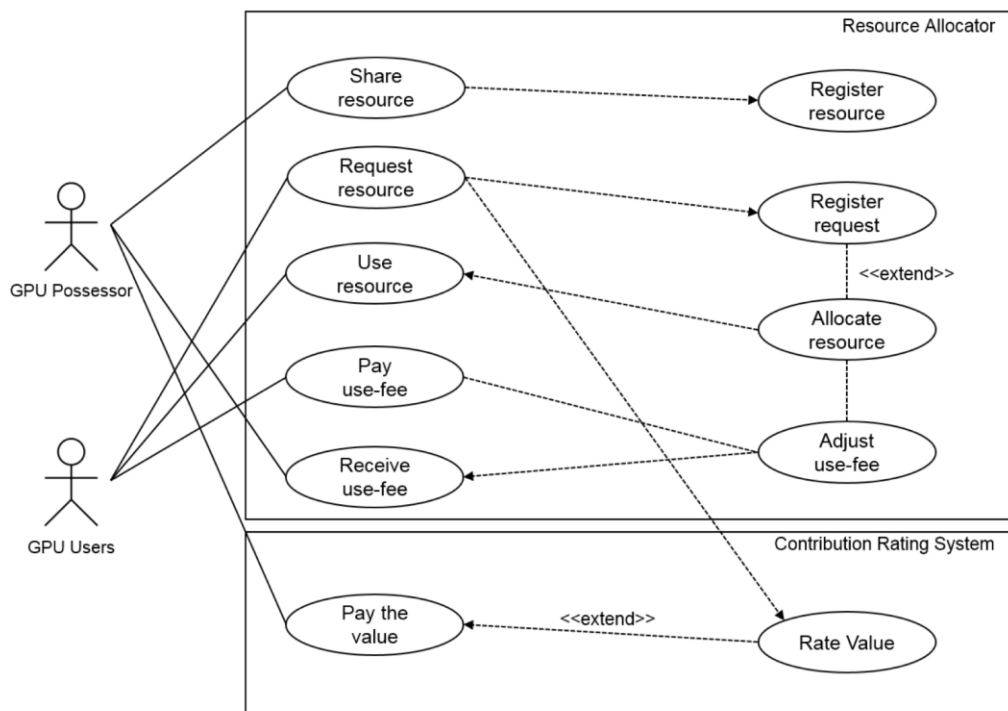 Resource Allocator
Share
resource
Register
resource
Request
resource
Register
request
<<extend>>
GPU Possessor
Use
resource
Allocate
resource
Pay
use-fee
Adjust
use-fee
Receive
use-fee
GPU Users
Contribution Rating System
Pay the
value
<<extend>>
Rate Value